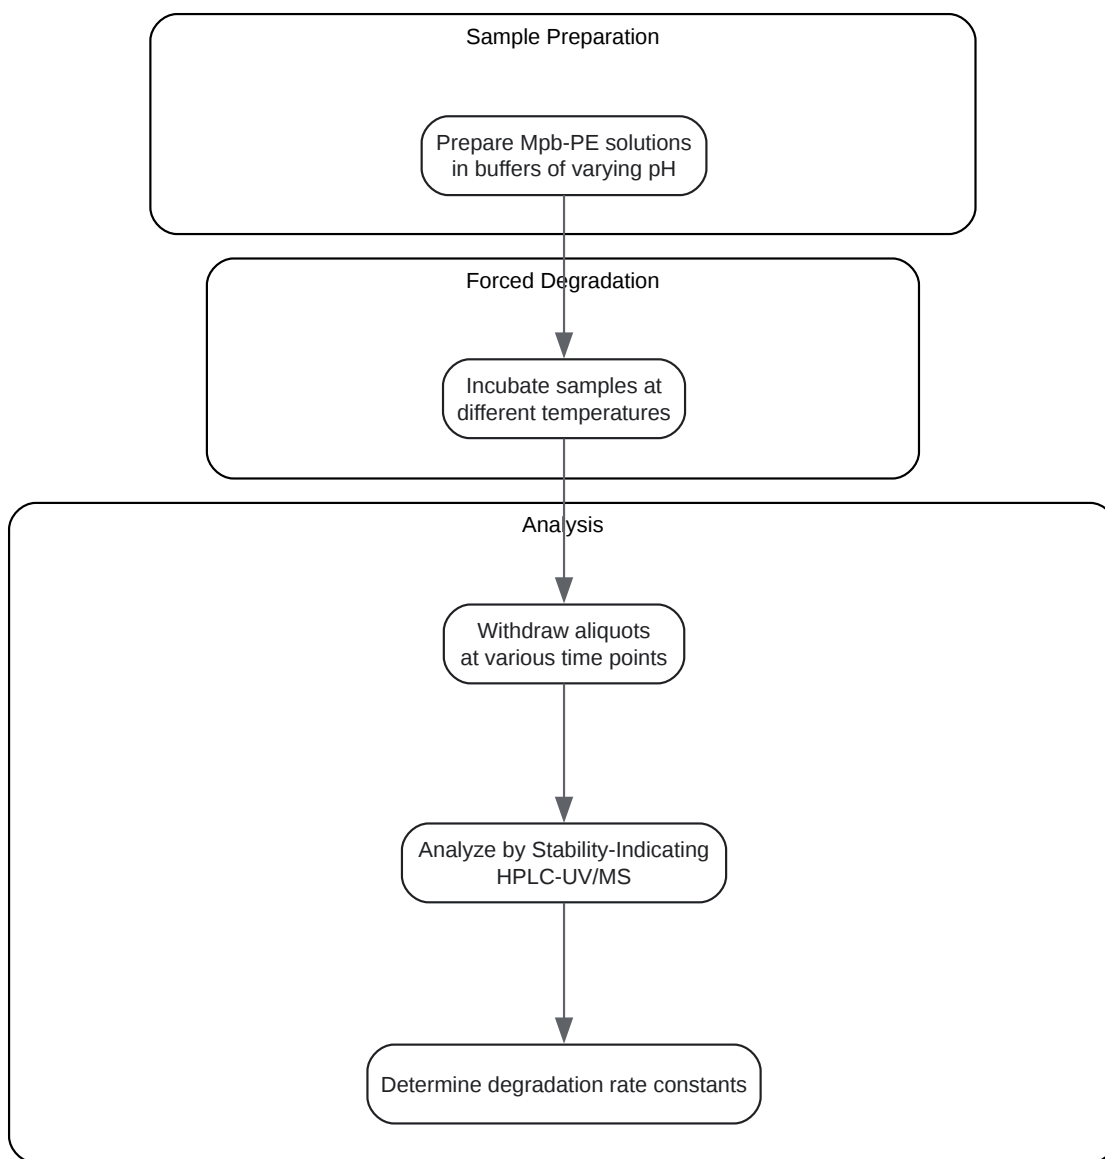 Sample Preparation
Prepare Mpb-PE solutions
in buffers of varying pH
Forced Degradation
Incubate samples at
different temperatures
Analysis
Withdraw aliquots
at various time points
Analyze by Stability-Indicating
HPLC-UV/MS
Determine degradation rate constants